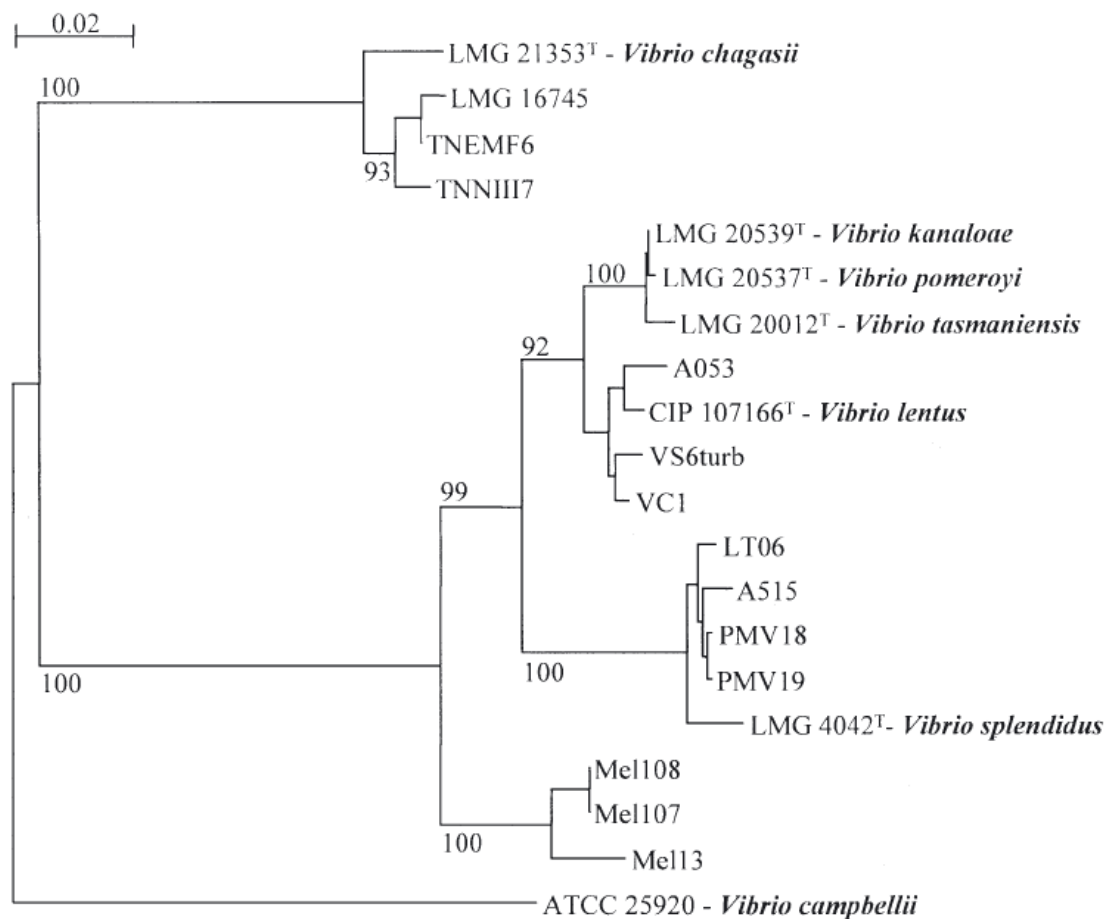 0.02
LMG 21353ᵀ - Vibrio chagasii
100
LMG 16745
TNEMF6
93
TNNIII7
LMG 20539ᵀ - Vibrio kanaloae
100
LMG 20537ᵀ - Vibrio pomeroyi
LMG 20012ᵀ - Vibrio tasmaniensis
92
A053
CIP 107166ᵀ - Vibrio lentus
VS6turb
99
VC1
LT06
A515
PMV18
100
100
PMV19
LMG 4042ᵀ- Vibrio splendidus
Mel108
Mel107
100
Mel13
ATCC 25920 - Vibrio campbellii